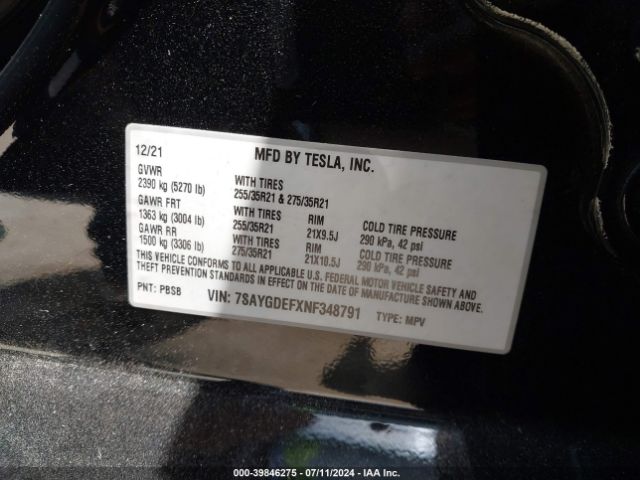 12/21 MFD BY TESLA, INC.
GVWR
2390 kg (5270 lb) WITH TIRES 255/35R21 & 275/35R21
GAWR FRT
1363 kg (3004 lb) WITH TIRES 255/35R21 RIM 21X9.5J COLD TIRE PRESSURE 290 kPa, 42 psi
GAWR RR
1500 kg (3306 lb) WITH TIRES 275/35R21 RIM 21X10.5J COLD TIRE PRESSURE 290 kPa, 42 psi
THIS VEHICLE CONFORMS TO ALL APPLICABLE U.S. FEDERAL MOTOR VEHICLE SAFETY AND
THEFT PREVENTION STANDARDS IN EFFECT ON THE DATE OF MANUFACTURE SHOWN ABOVE.
PNT: PBSB VIN: 7SAYGDEFXNF348791 TYPE: MPV
000-39846275 - 07/11/2024 - IAA Inc.